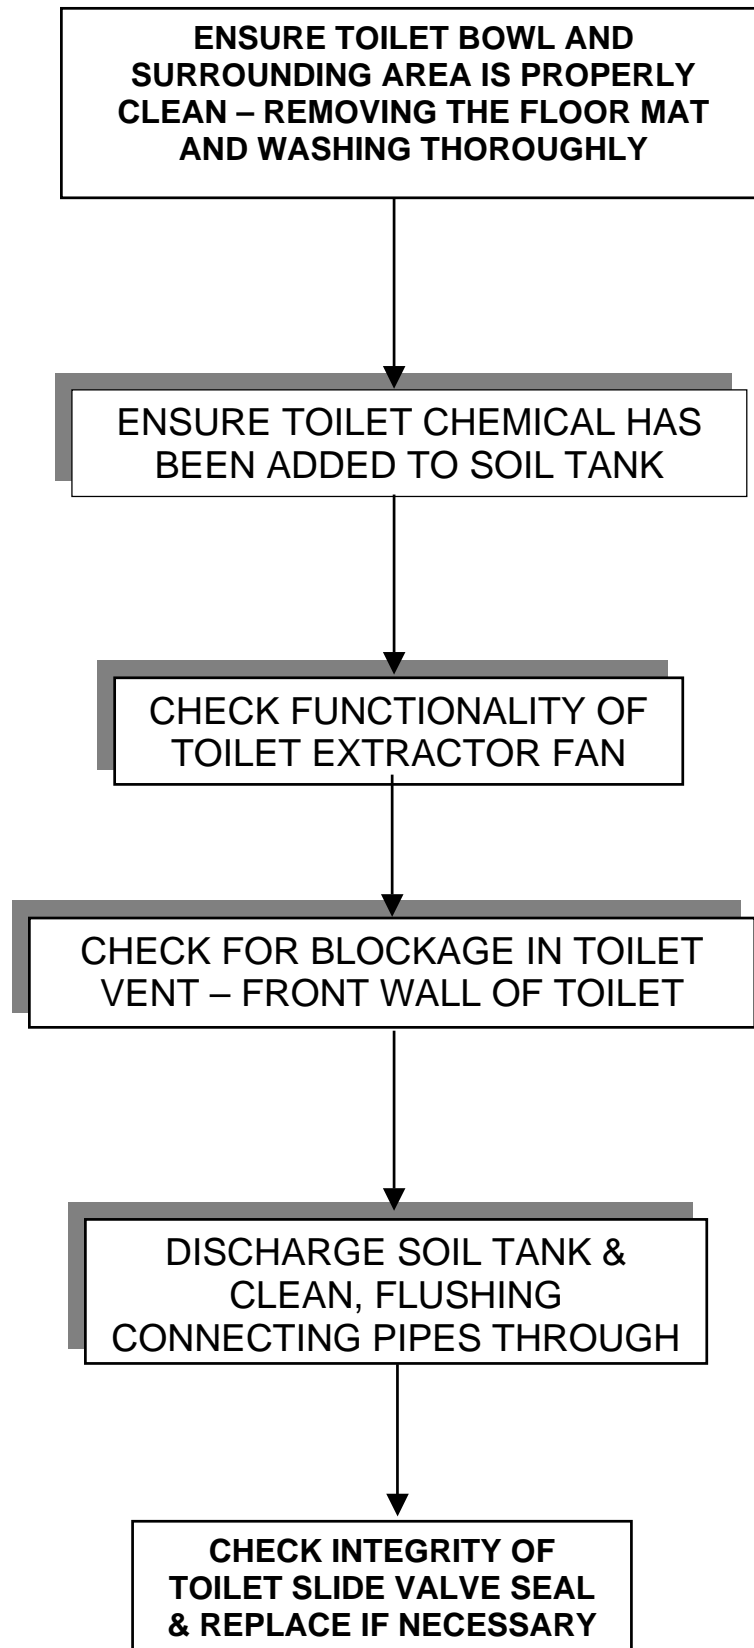 ENSURE TOILET BOWL AND
SURROUNDING AREA IS PROPERLY
CLEAN – REMOVING THE FLOOR MAT
AND WASHING THOROUGHLY
ENSURE TOILET CHEMICAL HAS
BEEN ADDED TO SOIL TANK
CHECK FUNCTIONALITY OF
TOILET EXTRACTOR FAN
CHECK FOR BLOCKAGE IN TOILET
VENT – FRONT WALL OF TOILET
DISCHARGE SOIL TANK &
CLEAN, FLUSHING
CONNECTING PIPES THROUGH
CHECK INTEGRITY OF
TOILET SLIDE VALVE SEAL
& REPLACE IF NECESSARY